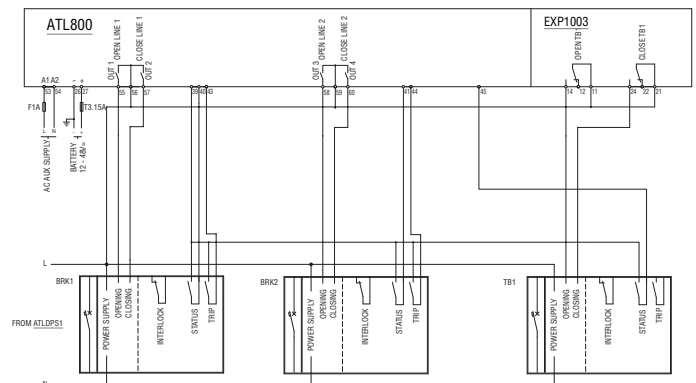 ATL800
EXP1003
OPEN LINE 1
CLOSE LINE 1
OUT 1
OUT 2
OPEN LINE 2
CLOSE LINE 2
OUT 3
OUT 4
OPEN TB1
CLOSE TB1
A1 A2
- +
53 54 26 27 55 56 57 39 40 43 58 59 60 41 44 45 14 12 11 24 22 21
F1A
T3.15A
L N - +
AC AUX SUPPLY
BATTERY
12 - 48V=
L
BRK1
POWER SUPPLY
OPENING
CLOSING
INTERLOCK
STATUS
TRIP
BRK2
POWER SUPPLY
OPENING
CLOSING
INTERLOCK
STATUS
TRIP
TB1
POWER SUPPLY
OPENING
CLOSING
INTERLOCK
STATUS
TRIP
FROM ATLDPS1
N